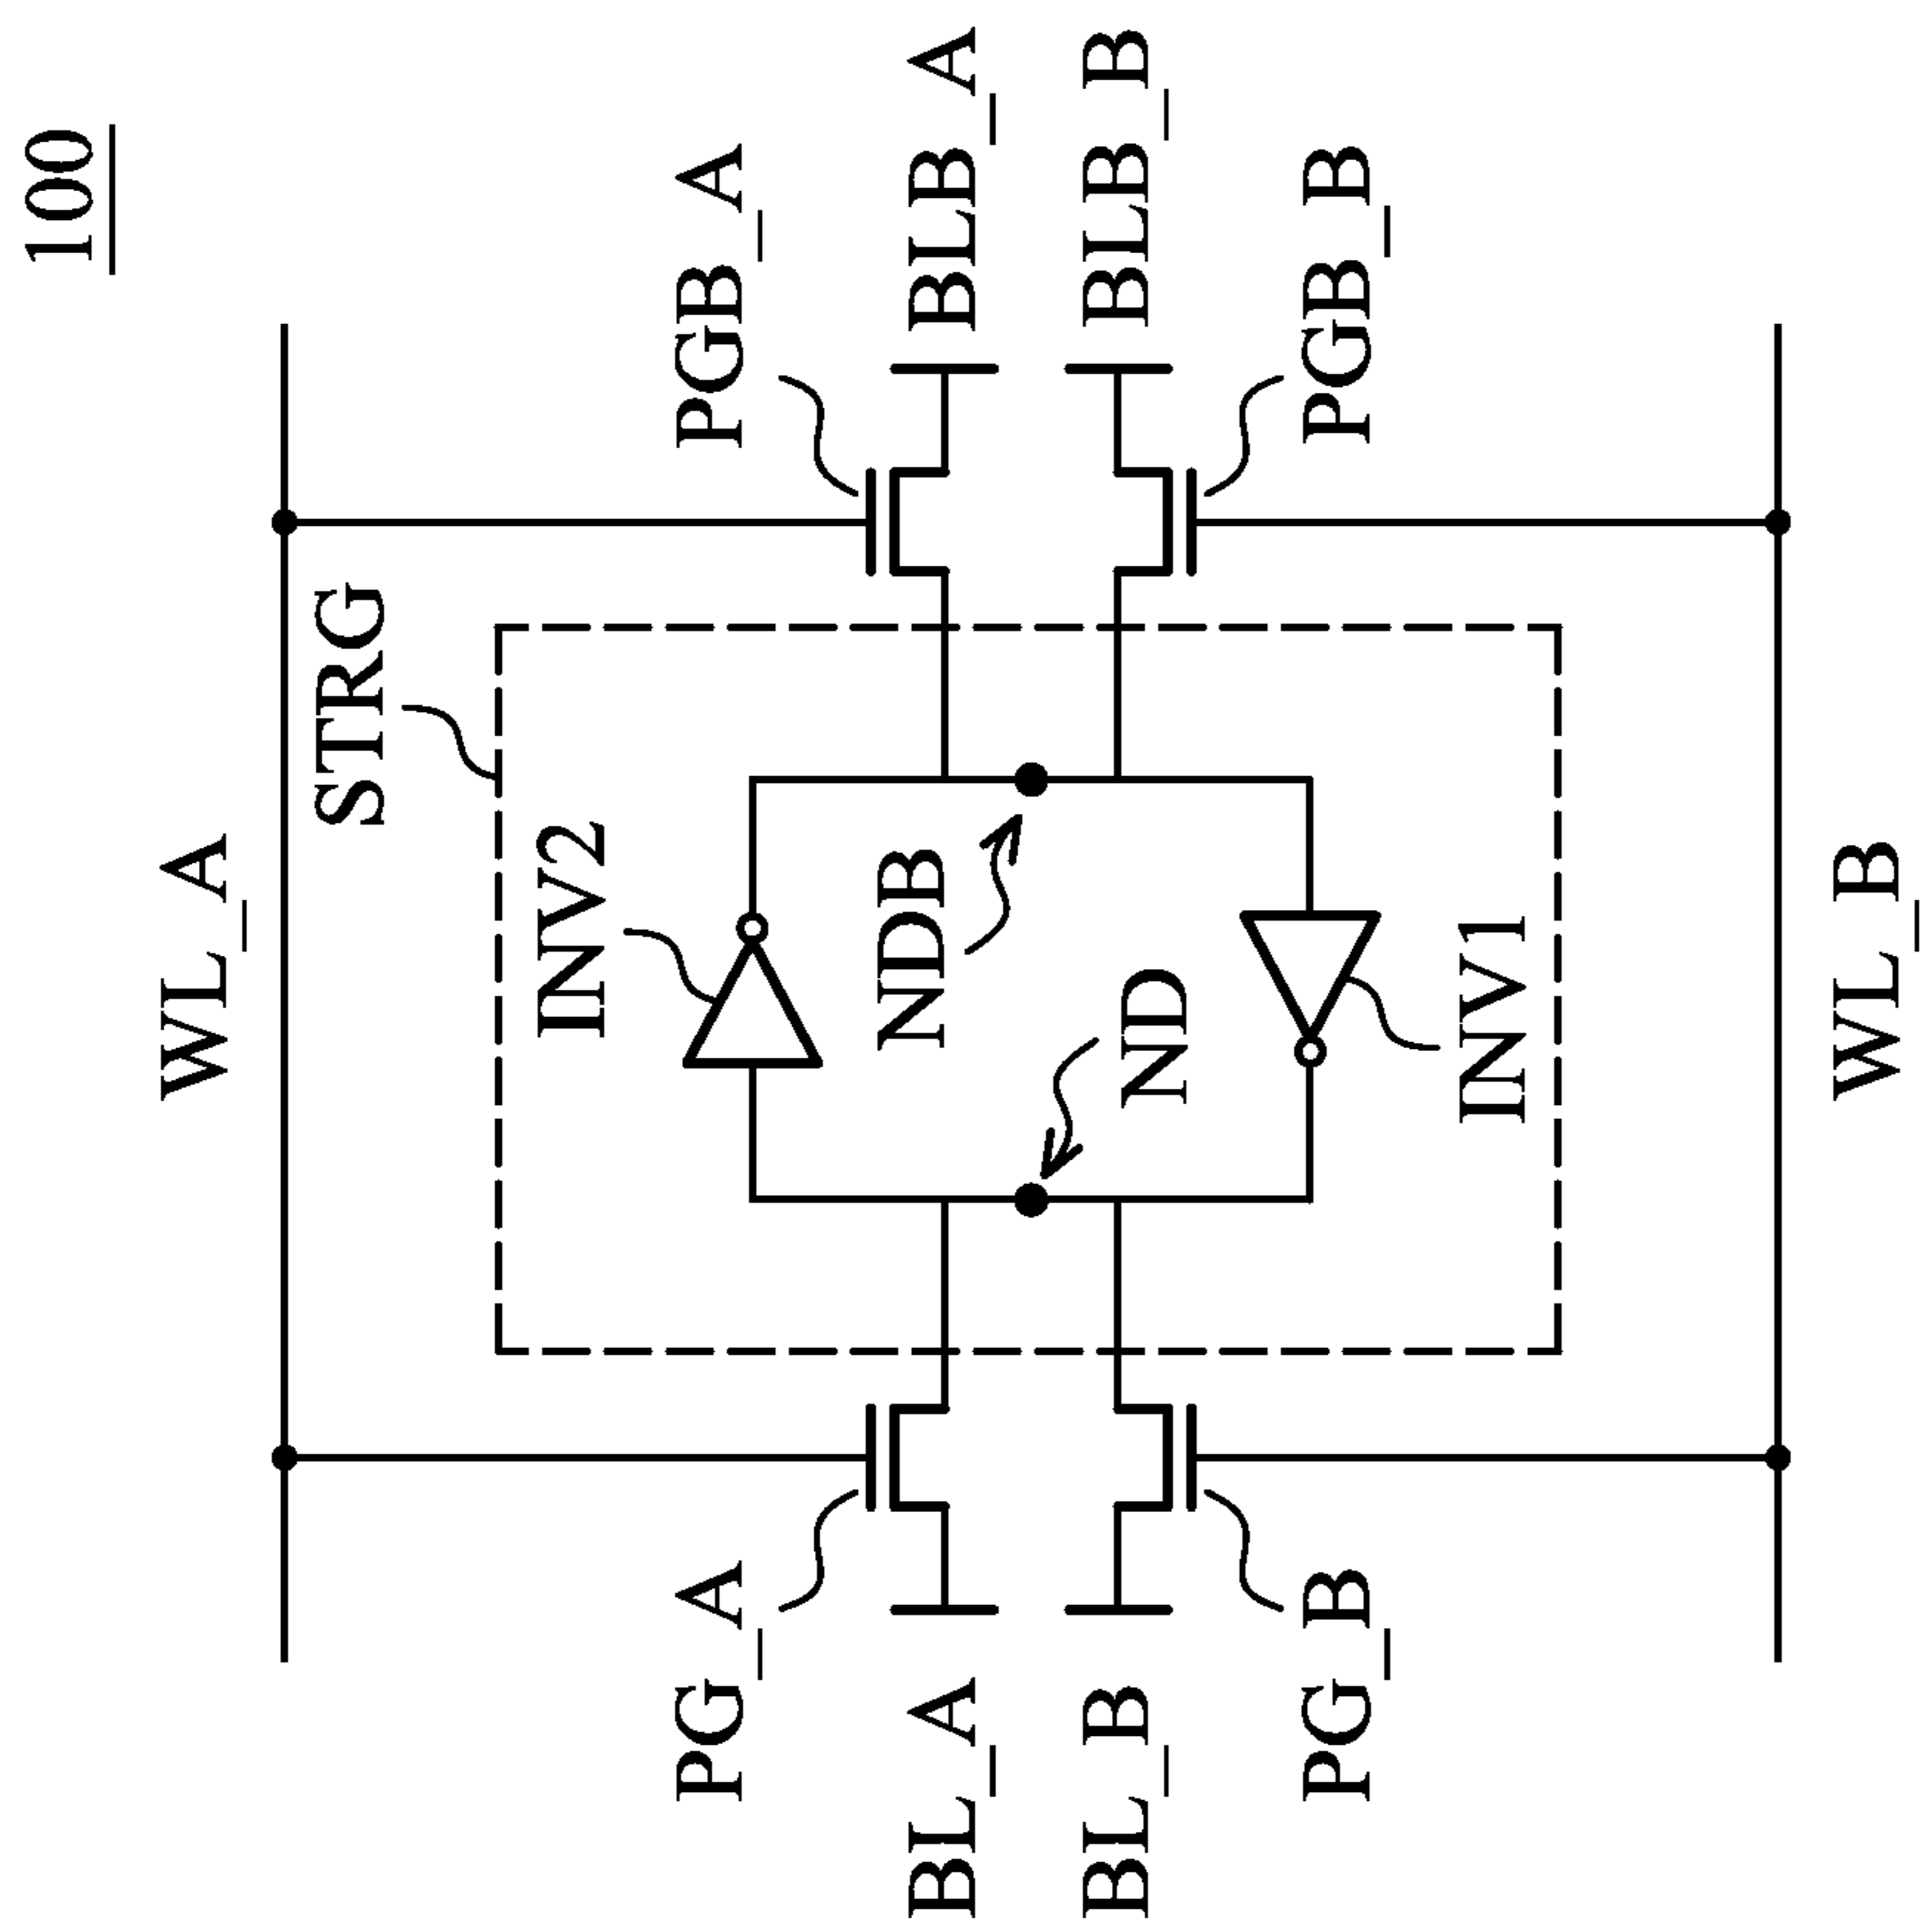 100
WL_A
STRG
INV2
PG_A
PGB_A
NDB
BL_A
BLB_A
ND
BL_B
BLB_B
PG_B
PGB_B
INV1
WL_B